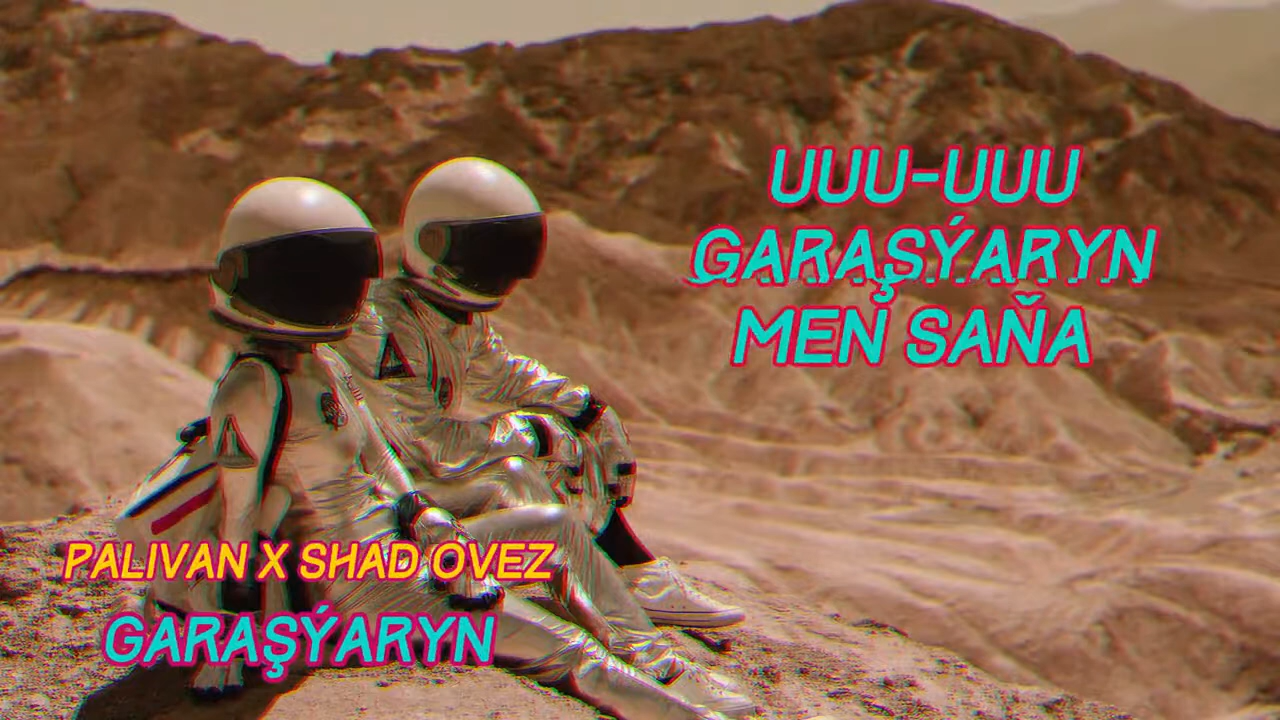 UUU-UUU
GARAŞÝARYN
MEN SAŇA
PALIVAN X SHAD OVEZ
GARAŞÝARYN